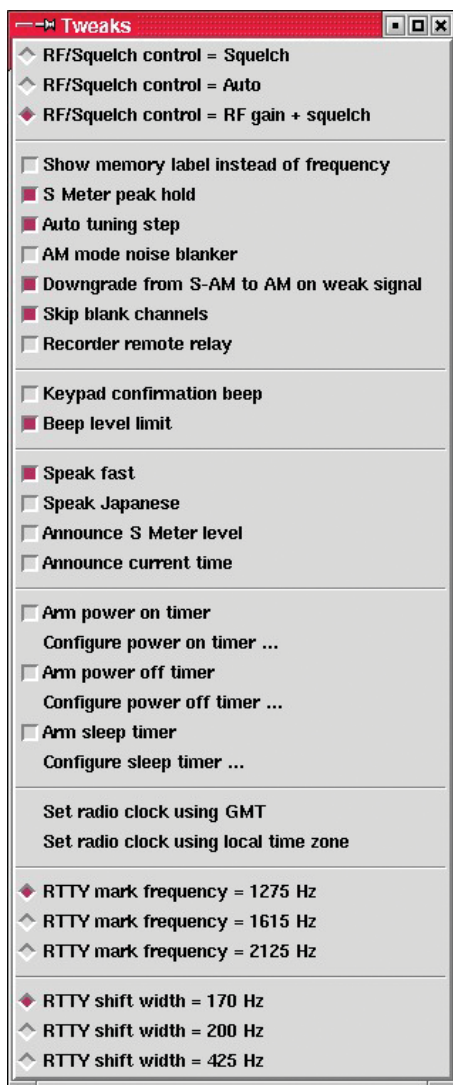 Tweaks
RF/Squelch control = Squelch
RF/Squelch control = Auto
RF/Squelch control = RF gain + squelch
Show memory label instead of frequency
S Meter peak hold
Auto tuning step
AM mode noise blanker
Downgrade from S-AM to AM on weak signal
Skip blank channels
Recorder remote relay
Keypad confirmation beep
Beep level limit
Speak fast
Speak Japanese
Announce S Meter level
Announce current time
Arm power on timer
Configure power on timer ...
Arm power off timer
Configure power off timer ...
Arm sleep timer
Configure sleep timer ...
Set radio clock using GMT
Set radio clock using local time zone
RTTY mark frequency = 1275 Hz
RTTY mark frequency = 1615 Hz
RTTY mark frequency = 2125 Hz
RTTY shift width = 170 Hz
RTTY shift width = 200 Hz
RTTY shift width = 425 Hz